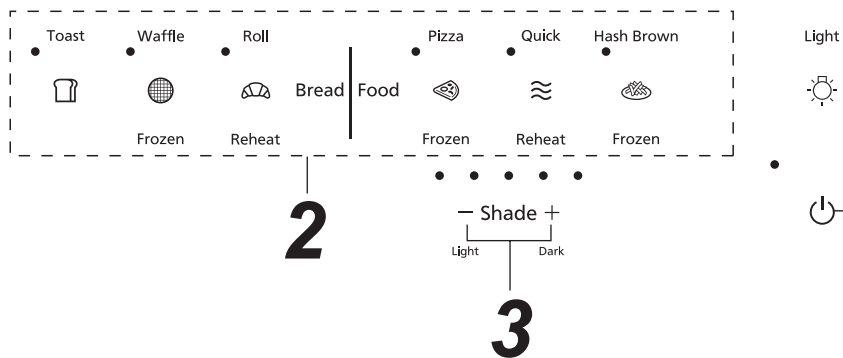 Toast Waffle Roll Pizza Quick Hash Brown Light
Bread Food
Frozen Reheat Frozen Reheat Frozen
− Shade +
Light Dark
2
3